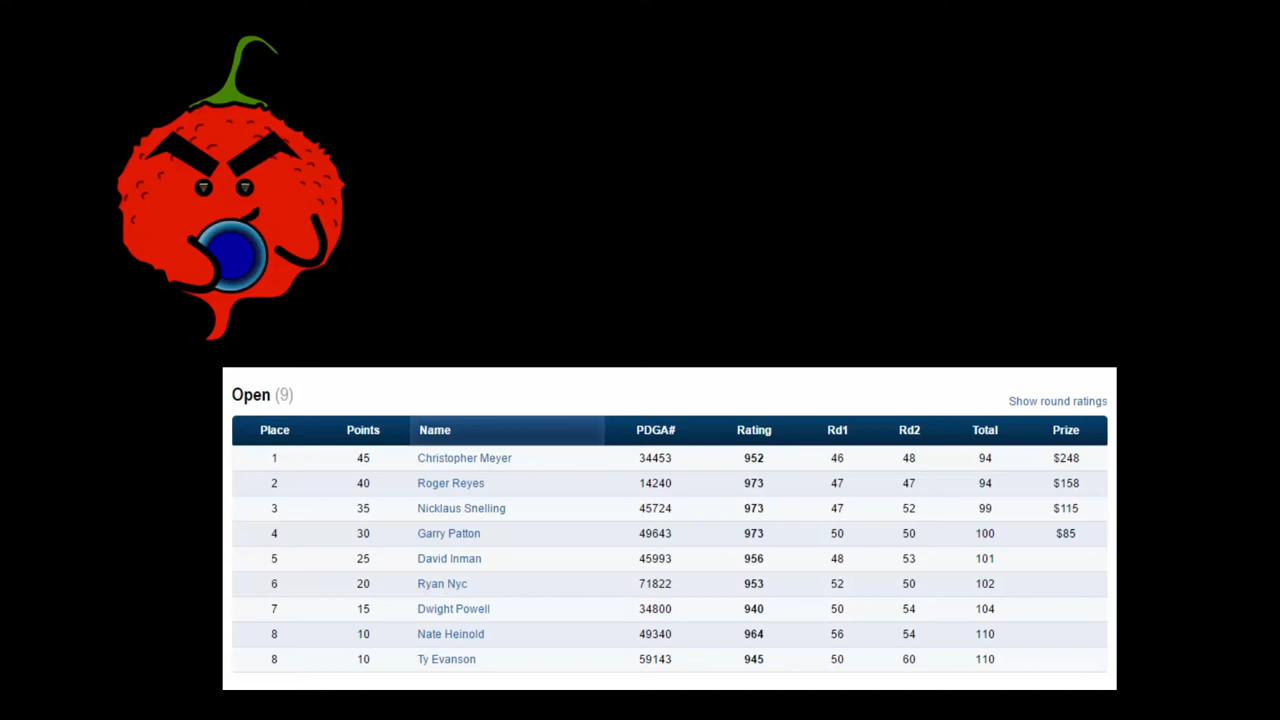 Open (9)
Show round ratings
Place Points Name PDGA# Rating Rd1 Rd2 Total Prize
1 45 Christopher Meyer 34453 952 46 48 94 $248
2 40 Roger Reyes 14240 973 47 47 94 $158
3 35 Nicklaus Snelling 45724 973 47 52 99 $115
4 30 Garry Patton 49643 973 50 50 100 $85
5 25 David Inman 45993 956 48 53 101
6 20 Ryan Nyc 71822 953 52 50 102
7 15 Dwight Powell 34800 940 50 54 104
8 10 Nate Heinold 49340 964 56 54 110
8 10 Ty Evanson 59143 945 50 60 110